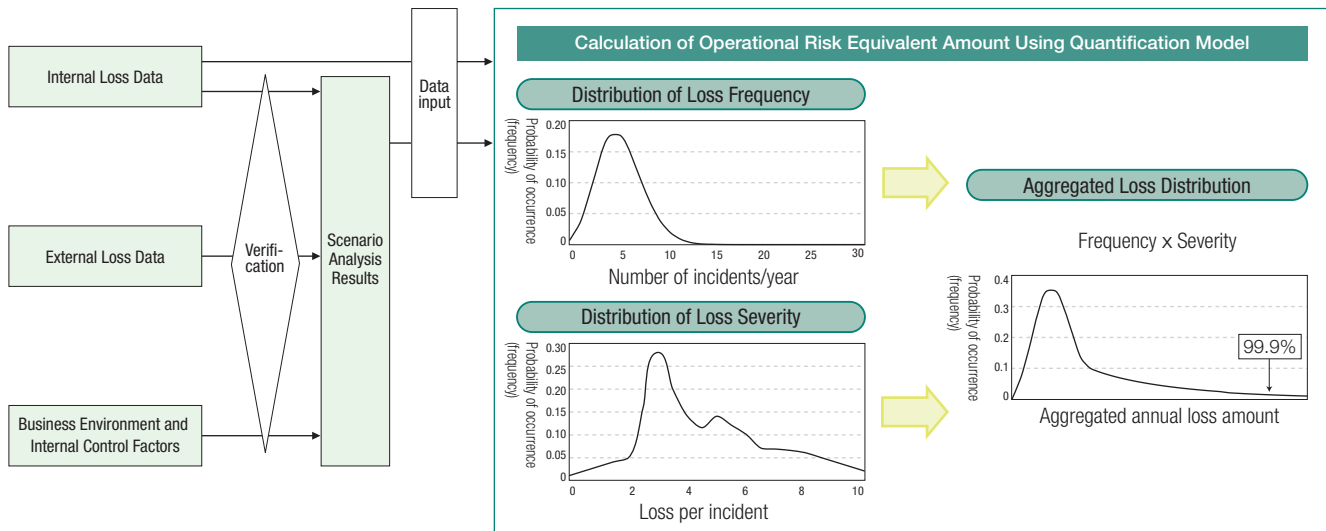 Internal Loss Data
External Loss Data
Business Environment and
Internal Control Factors
Verifi-
cation
Scenario
Analysis
Results
Data
input
Calculation of Operational Risk Equivalent Amount Using Quantification Model
Distribution of Loss Frequency
Probability of occurrence
(frequency)
0.20
0.15
0.10
0.05
0
0 5 10 15 20 25 30
Number of incidents/year
Distribution of Loss Severity
Probability of occurrence
(frequency)
0.30
0.25
0.20
0.15
0.10
0.05
0
0 2 4 6 8 10
Loss per incident
Aggregated Loss Distribution
Frequency x Severity
Probability of occurrence
(frequency)
0.4
0.3
0.2
0.1
0
99.9%
Aggregated annual loss amount